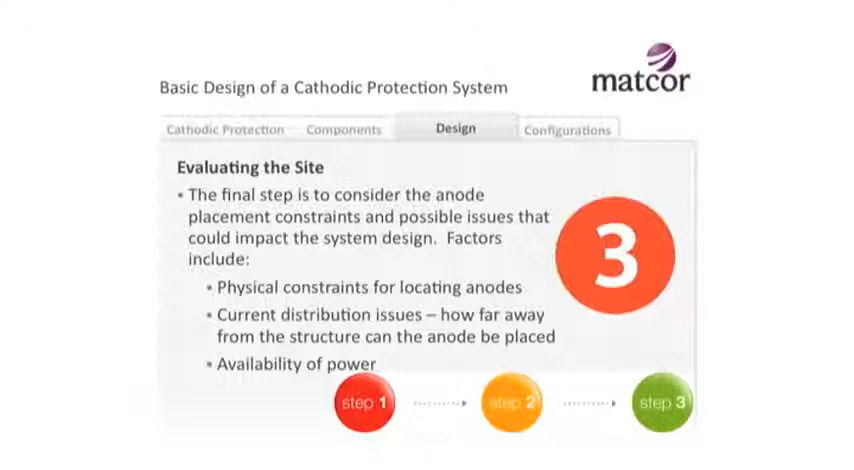 matcor
Basic Design of a Cathodic Protection System
Cathodic Protection Components Design Configurations
Evaluating the Site
• The final step is to consider the anode
placement constraints and possible issues that
could impact the system design. Factors
include:
• Physical constraints for locating anodes
• Current distribution issues – how far away
from the structure can the anode be placed
• Availability of power
3
step 1 step 2 step 3